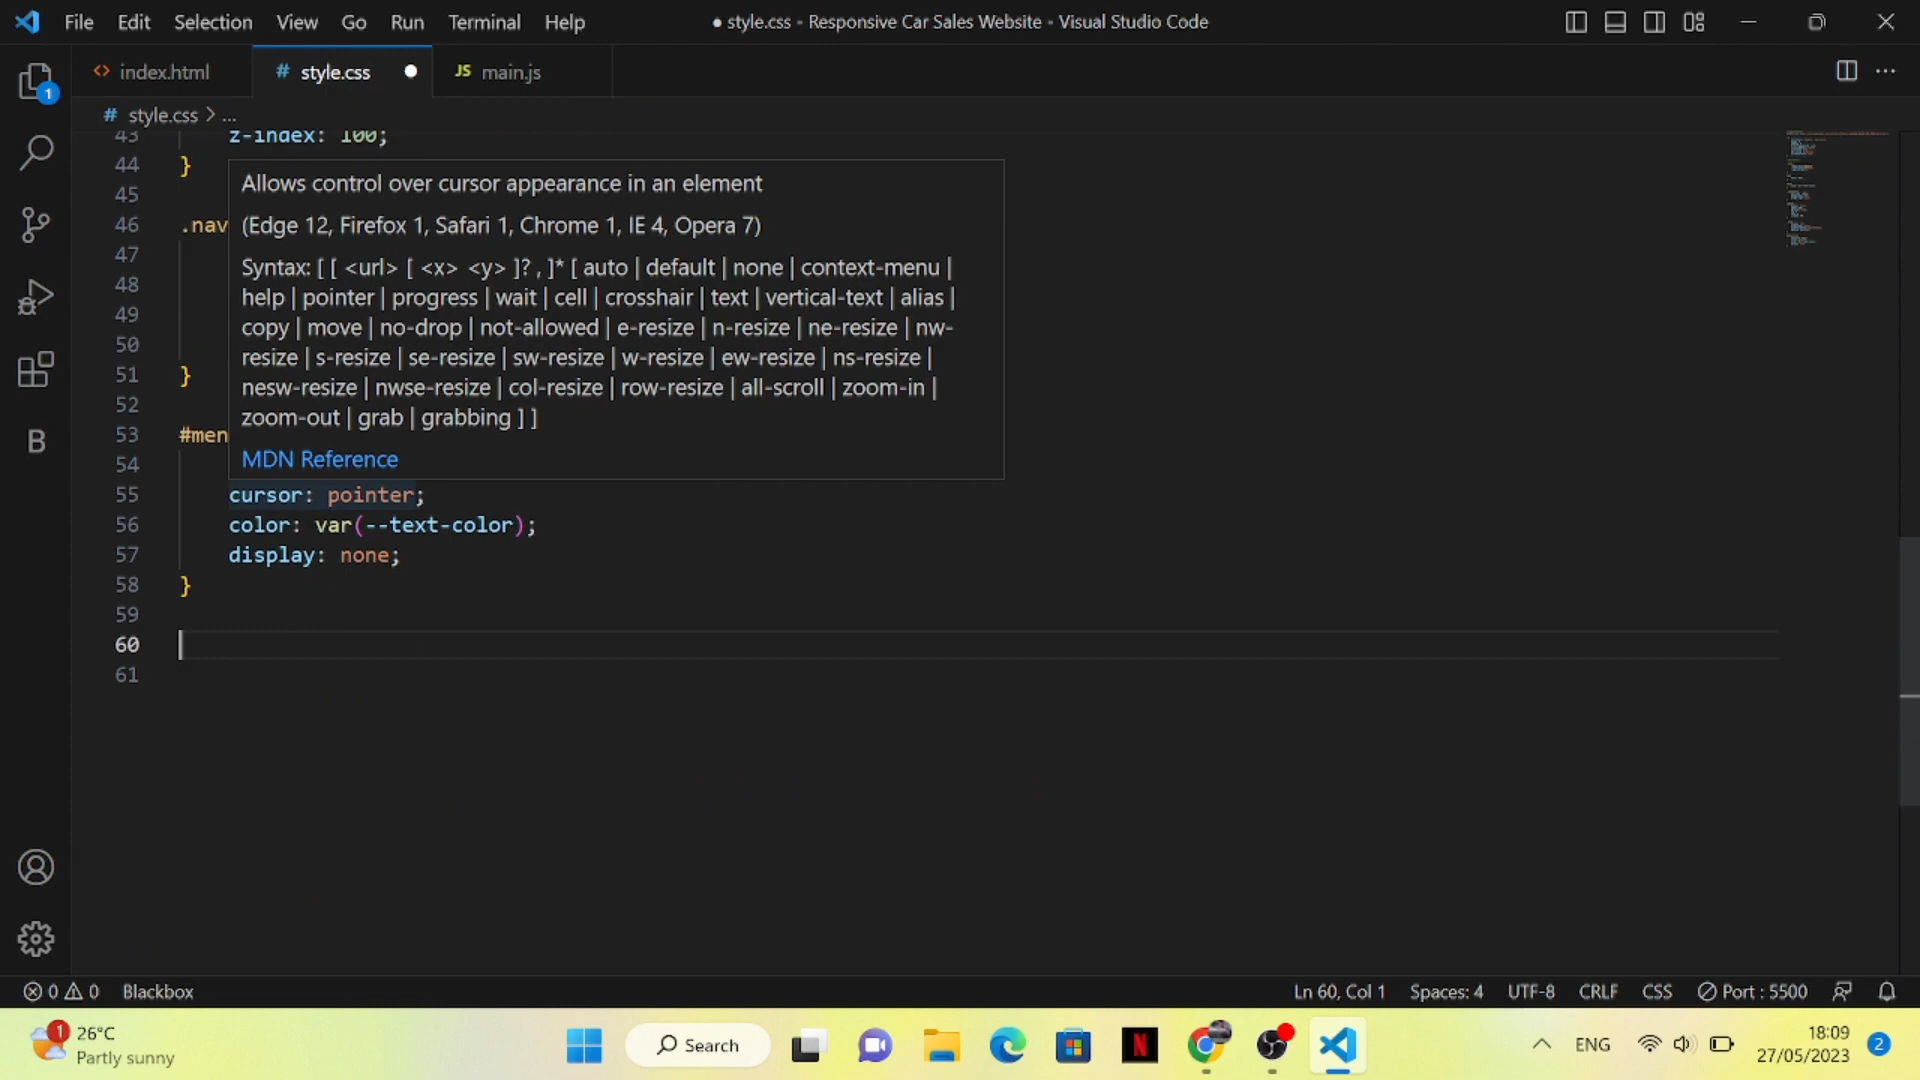 File Edit Selection View Go Run Terminal Help
● style.css - Responsive Car Sales Website - Visual Studio Code
<> index.html
# style.css ●
JS main.js
1
# style.css > ...
43 z-index: 100;
44 }
45
46 .nav
47
48
49
50
51 }
52
53 #men
54
Allows control over cursor appearance in an element
(Edge 12, Firefox 1, Safari 1, Chrome 1, IE 4, Opera 7)
Syntax: [ [ <url> [ <x> <y> ]? , ]* [ auto | default | none | context-menu |
help | pointer | progress | wait | cell | crosshair | text | vertical-text | alias |
copy | move | no-drop | not-allowed | e-resize | n-resize | ne-resize | nw-
resize | s-resize | se-resize | sw-resize | w-resize | ew-resize | ns-resize |
nesw-resize | nwse-resize | col-resize | row-resize | all-scroll | zoom-in |
zoom-out | grab | grabbing ] ]
MDN Reference
55 cursor: pointer;
56 color: var(--text-color);
57 display: none;
58 }
59
60
61
B
0 0 Blackbox
Ln 60, Col 1 Spaces: 4 UTF-8 CRLF CSS Port : 5500
1 26°C
Partly sunny
Search
N
ENG
18:09
27/05/2023
2